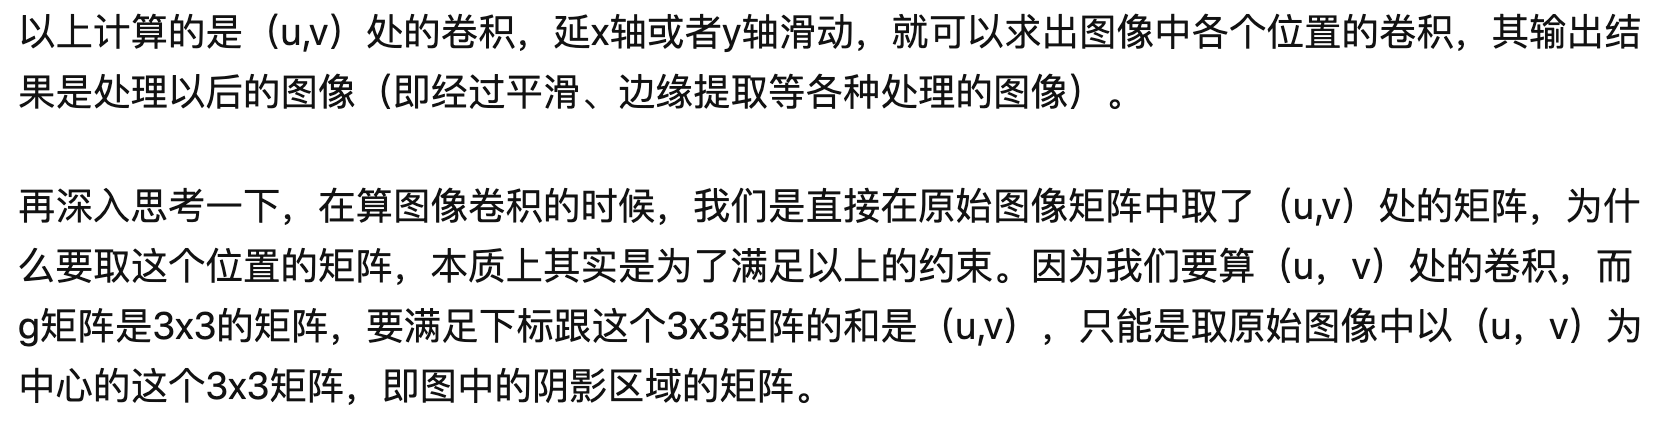 以上计算的是（u,v）处的卷积，延x轴或者y轴滑动，就可以求出图像中各个位置的卷积，其输出结
果是处理以后的图像（即经过平滑、边缘提取等各种处理的图像）。
再深入思考一下，在算图像卷积的时候，我们是直接在原始图像矩阵中取了（u,v）处的矩阵，为什
么要取这个位置的矩阵，本质上其实是为了满足以上的约束。因为我们要算（u，v）处的卷积，而
g矩阵是3x3的矩阵，要满足下标跟这个3x3矩阵的和是（u,v），只能是取原始图像中以（u，v）为
中心的这个3x3矩阵，即图中的阴影区域的矩阵。